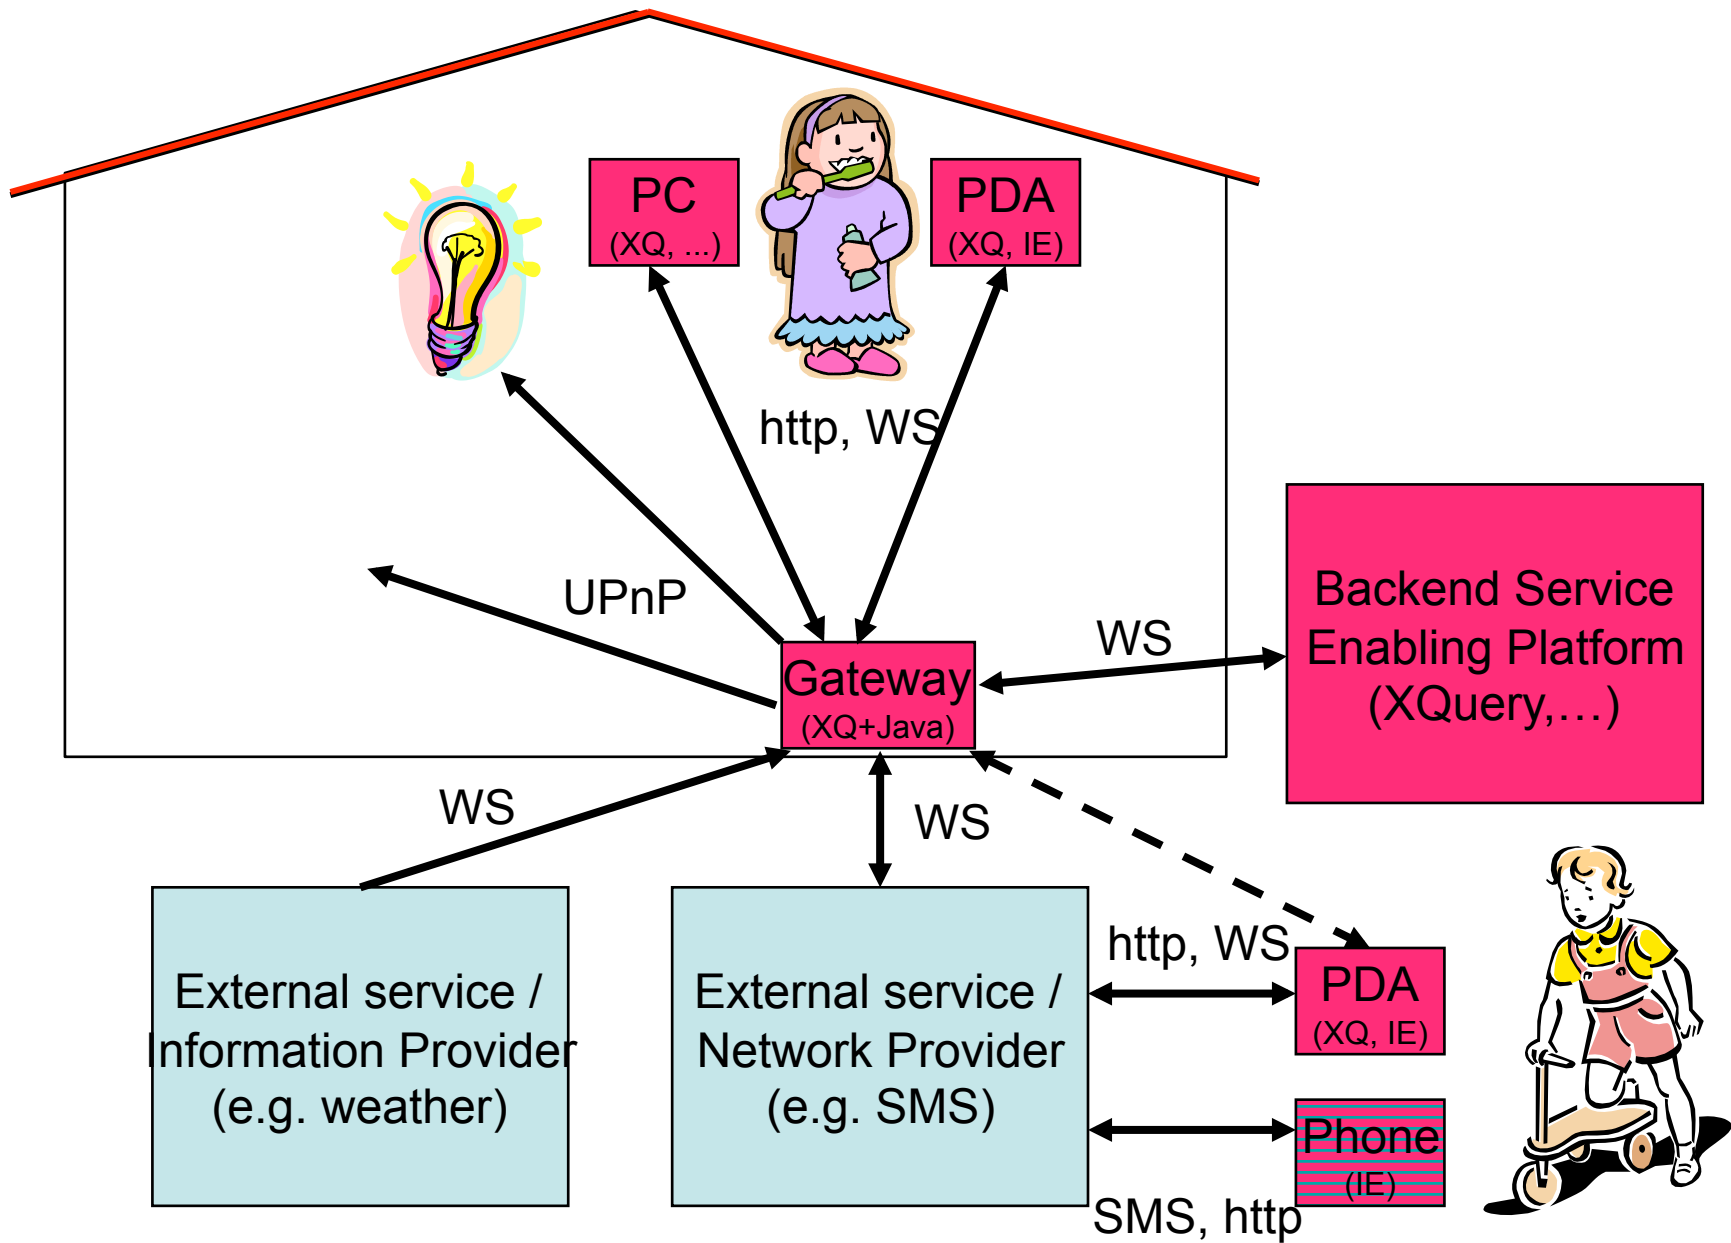 PC
(XQ, ...)
PDA
(XQ, IE)
http, WS
UPnP
Gateway
(XQ+Java)
WS
Backend Service
Enabling Platform
(XQuery,…)
WS
WS
External service /
Information Provider
(e.g. weather)
External service /
Network Provider
(e.g. SMS)
http, WS
PDA
(XQ, IE)
Phone
(IE)
SMS, http